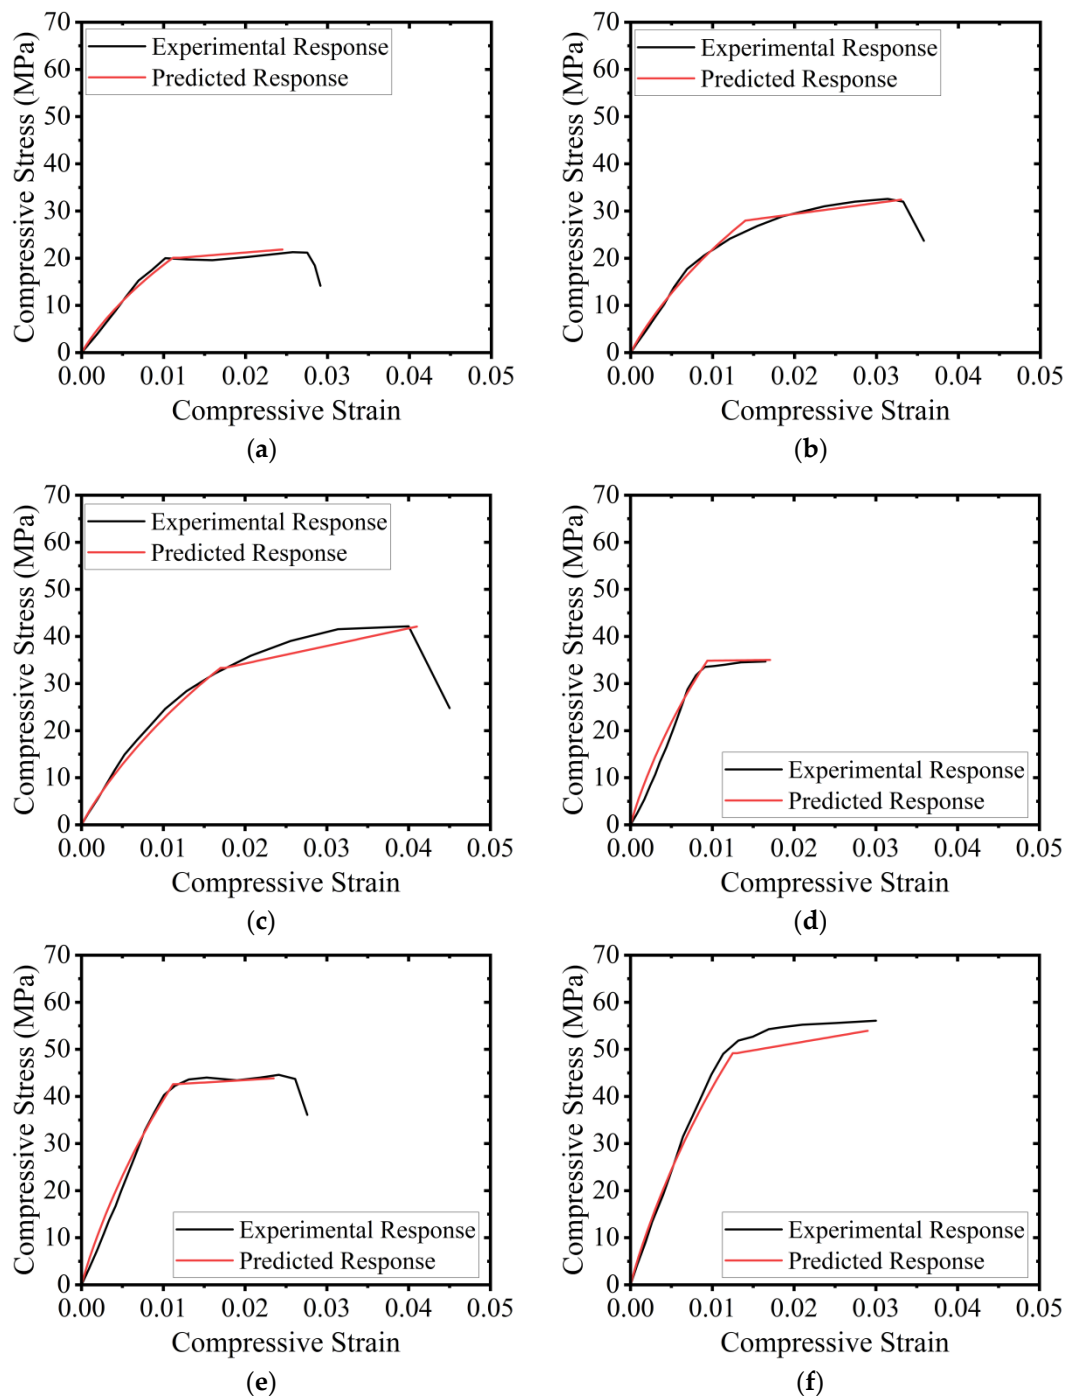 Compressive Stress (MPa)
70
60
50
40
30
20
10
0
Experimental Response
Predicted Response
0.00 0.01 0.02 0.03 0.04 0.05
Compressive Strain
(a)
Compressive Stress (MPa)
70
60
50
40
30
20
10
0
Experimental Response
Predicted Response
0.00 0.01 0.02 0.03 0.04 0.05
Compressive Strain
(b)
Compressive Stress (MPa)
70
60
50
40
30
20
10
0
Experimental Response
Predicted Response
0.00 0.01 0.02 0.03 0.04 0.05
Compressive Strain
(c)
Compressive Stress (MPa)
70
60
50
40
30
20
10
0
Experimental Response
Predicted Response
0.00 0.01 0.02 0.03 0.04 0.05
Compressive Strain
(d)
Compressive Stress (MPa)
70
60
50
40
30
20
10
0
Experimental Response
Predicted Response
0.00 0.01 0.02 0.03 0.04 0.05
Compressive Strain
(e)
Compressive Stress (MPa)
70
60
50
40
30
20
10
0
Experimental Response
Predicted Response
0.00 0.01 0.02 0.03 0.04 0.05
Compressive Strain
(f)